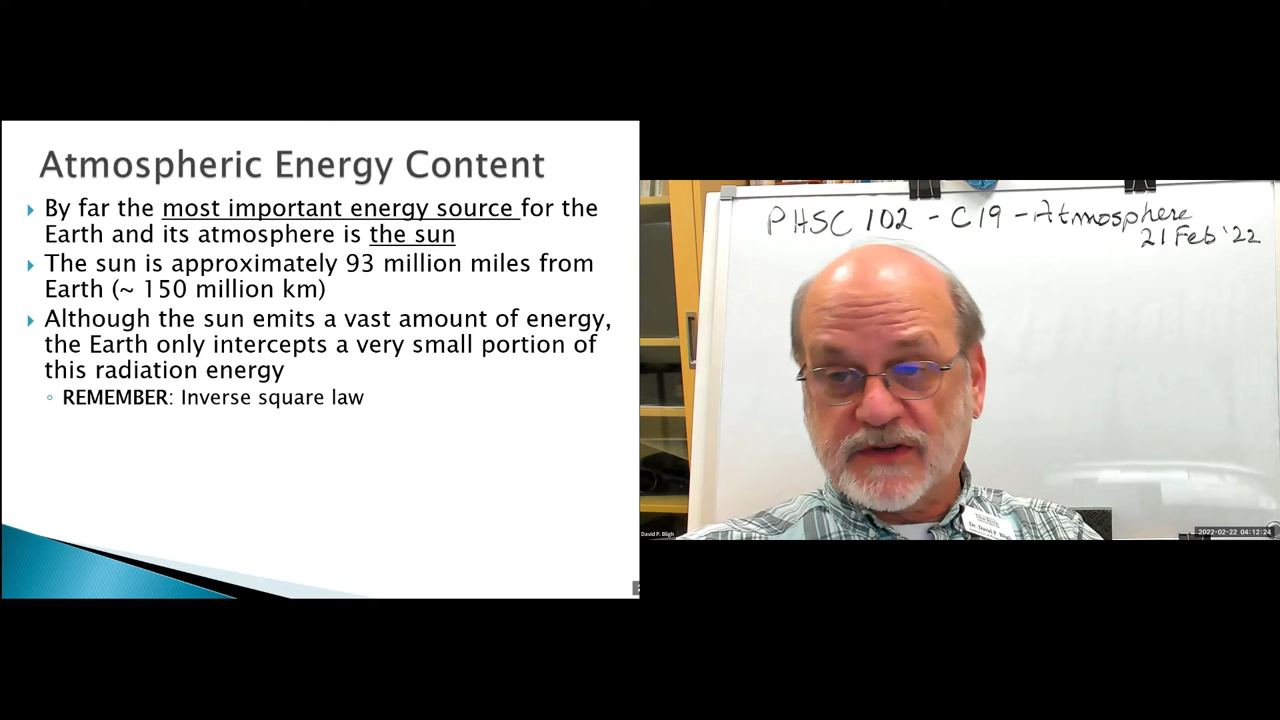 Atmospheric Energy Content
By far the most important energy source for the
Earth and its atmosphere is the sun
The sun is approximately 93 million miles from
Earth (~ 150 million km)
Although the sun emits a vast amount of energy,
the Earth only intercepts a very small portion of
this radiation energy
REMEMBER: Inverse square law
PHSC 102 - C19 - Atmosphere
21 Feb '22
Dr. David P. Bligh
David P. Bligh
2022-02-22 04:12:24